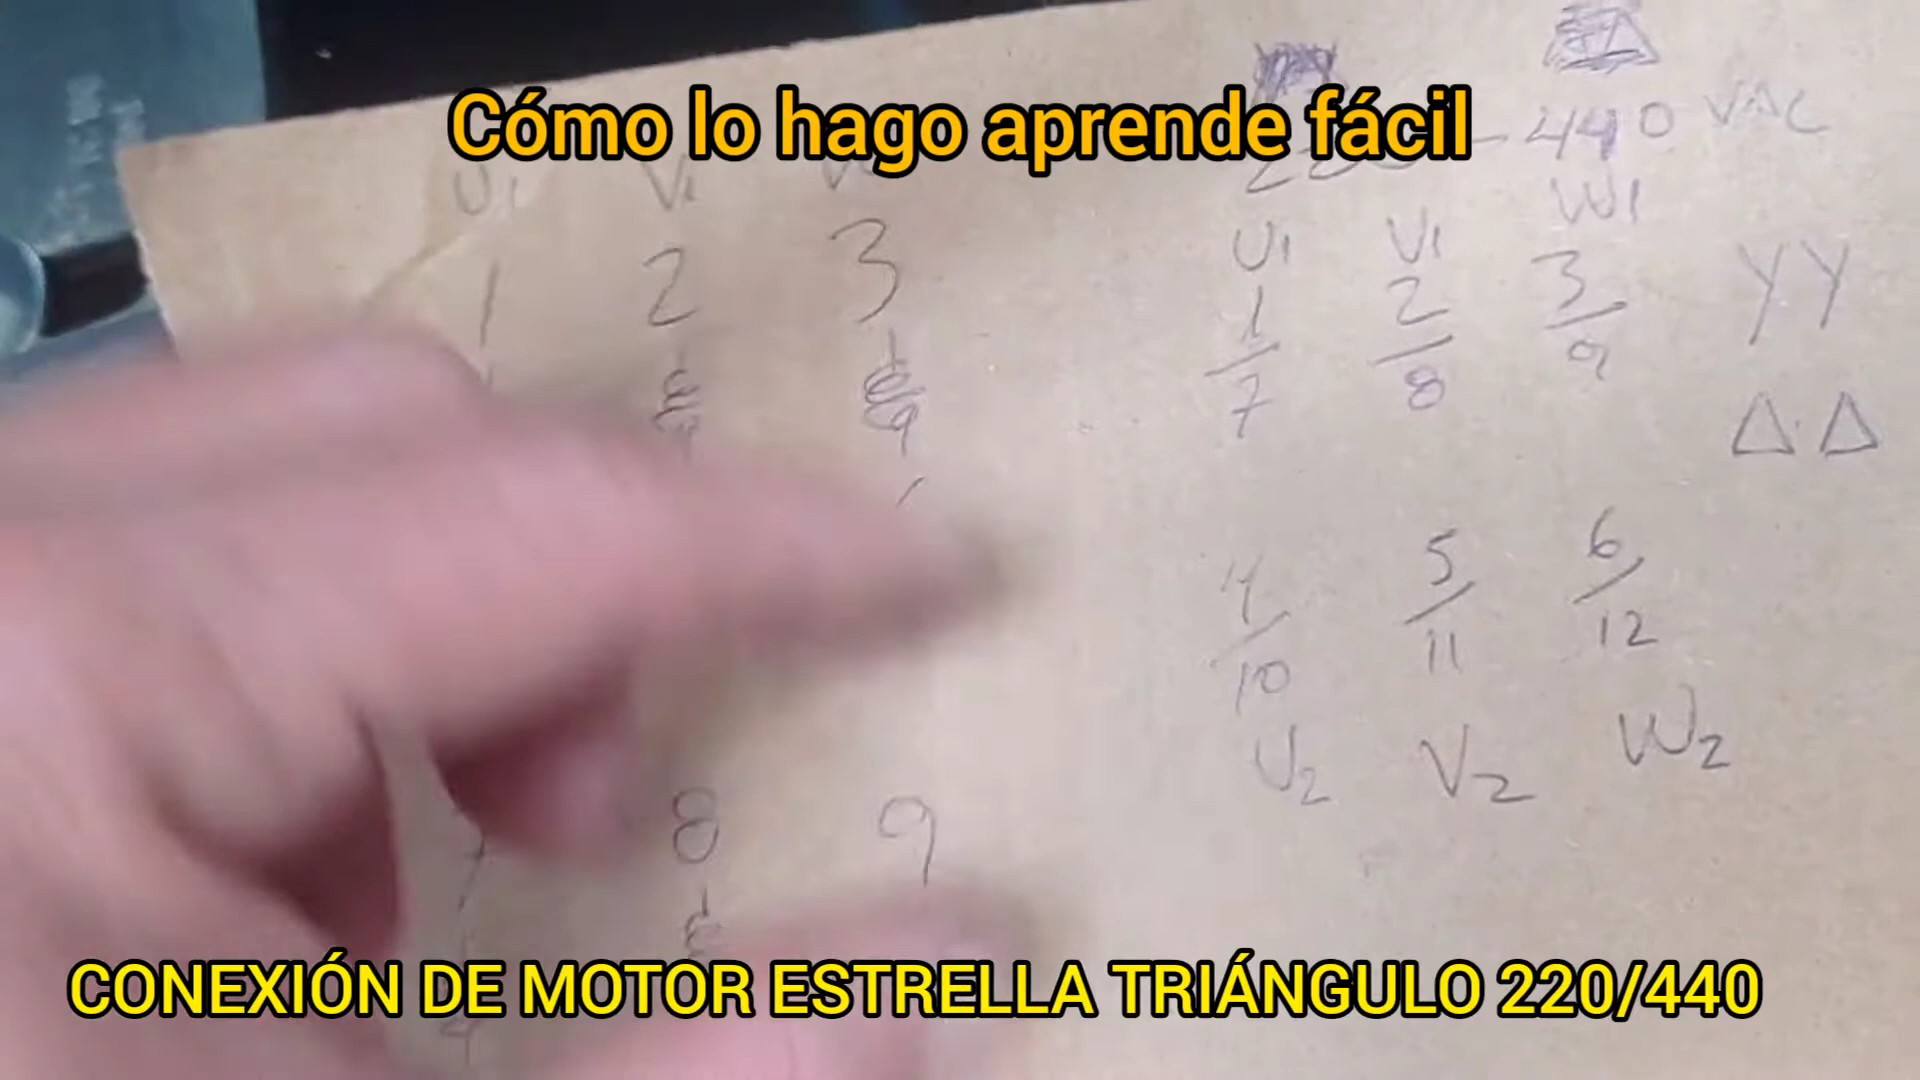 Cómo lo hago aprende fácil
- 440 VAC
U1 V1
U1 V1 W1
1 2 3
1 2 3
7 8 9
YY
9
ΔΔ
4 5 6
10 11 12
U2 V2 W2
7 8 9
CONEXIÓN DE MOTOR ESTRELLA TRIÁNGULO 220/440